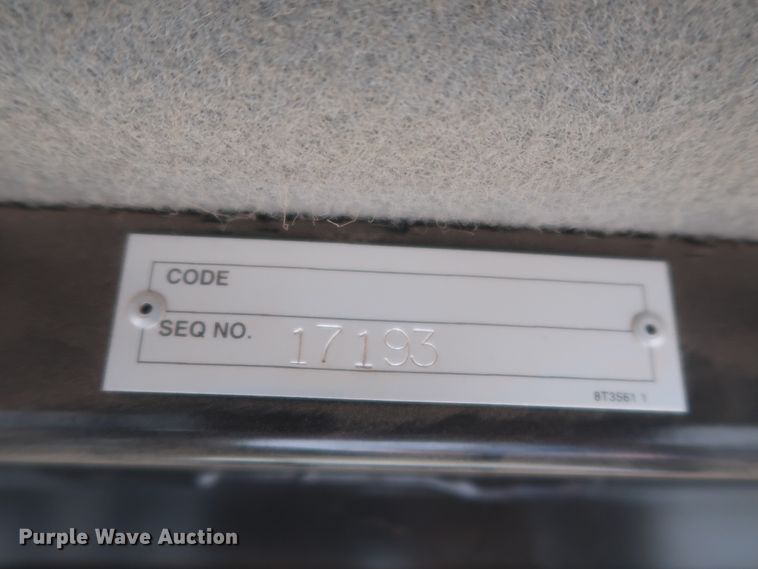 CODE
SEQ NO. 17193
8T3561 1
Purple Wave Auction